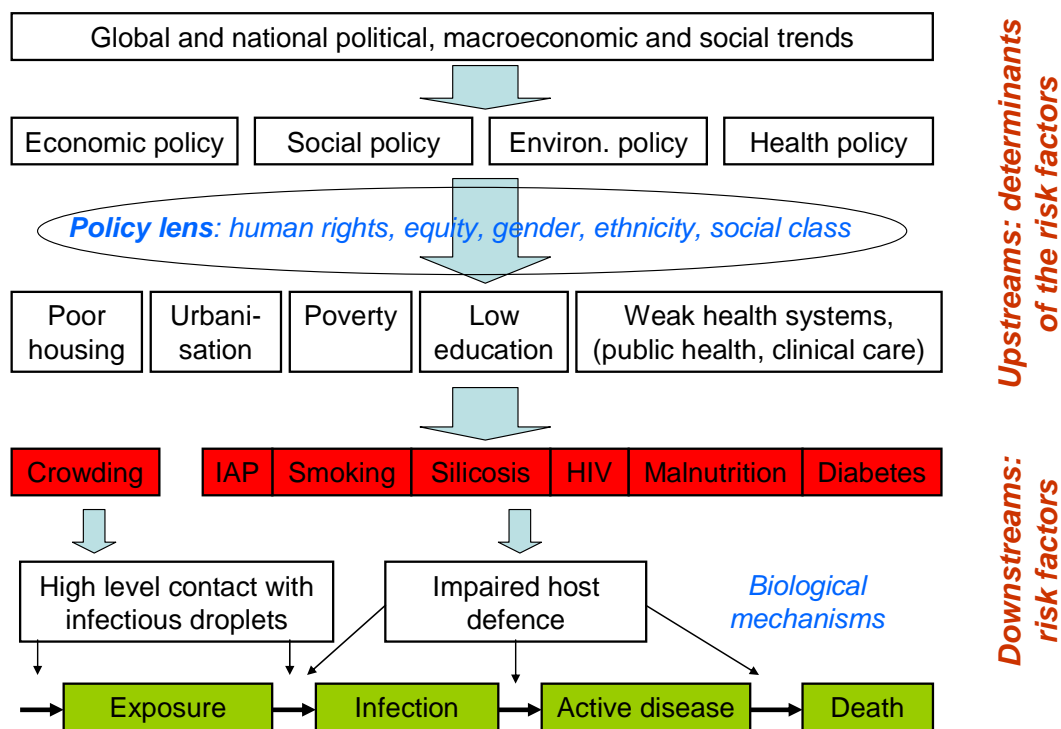 Global and national political, macroeconomic and social trends
Economic policy
Social policy
Environ. policy
Health policy
Policy lens: human rights, equity, gender, ethnicity, social class
Poor
housing
Urbani-
sation
Poverty
Low
education
Weak health systems,
(public health, clinical care)
Crowding
IAP
Smoking
Silicosis
HIV
Malnutrition
Diabetes
High level contact with
infectious droplets
Impaired host
defence
Biological
mechanisms
Exposure
Infection
Active disease
Death
Upstreams: determinants
of the risk factors
Downstreams:
risk factors